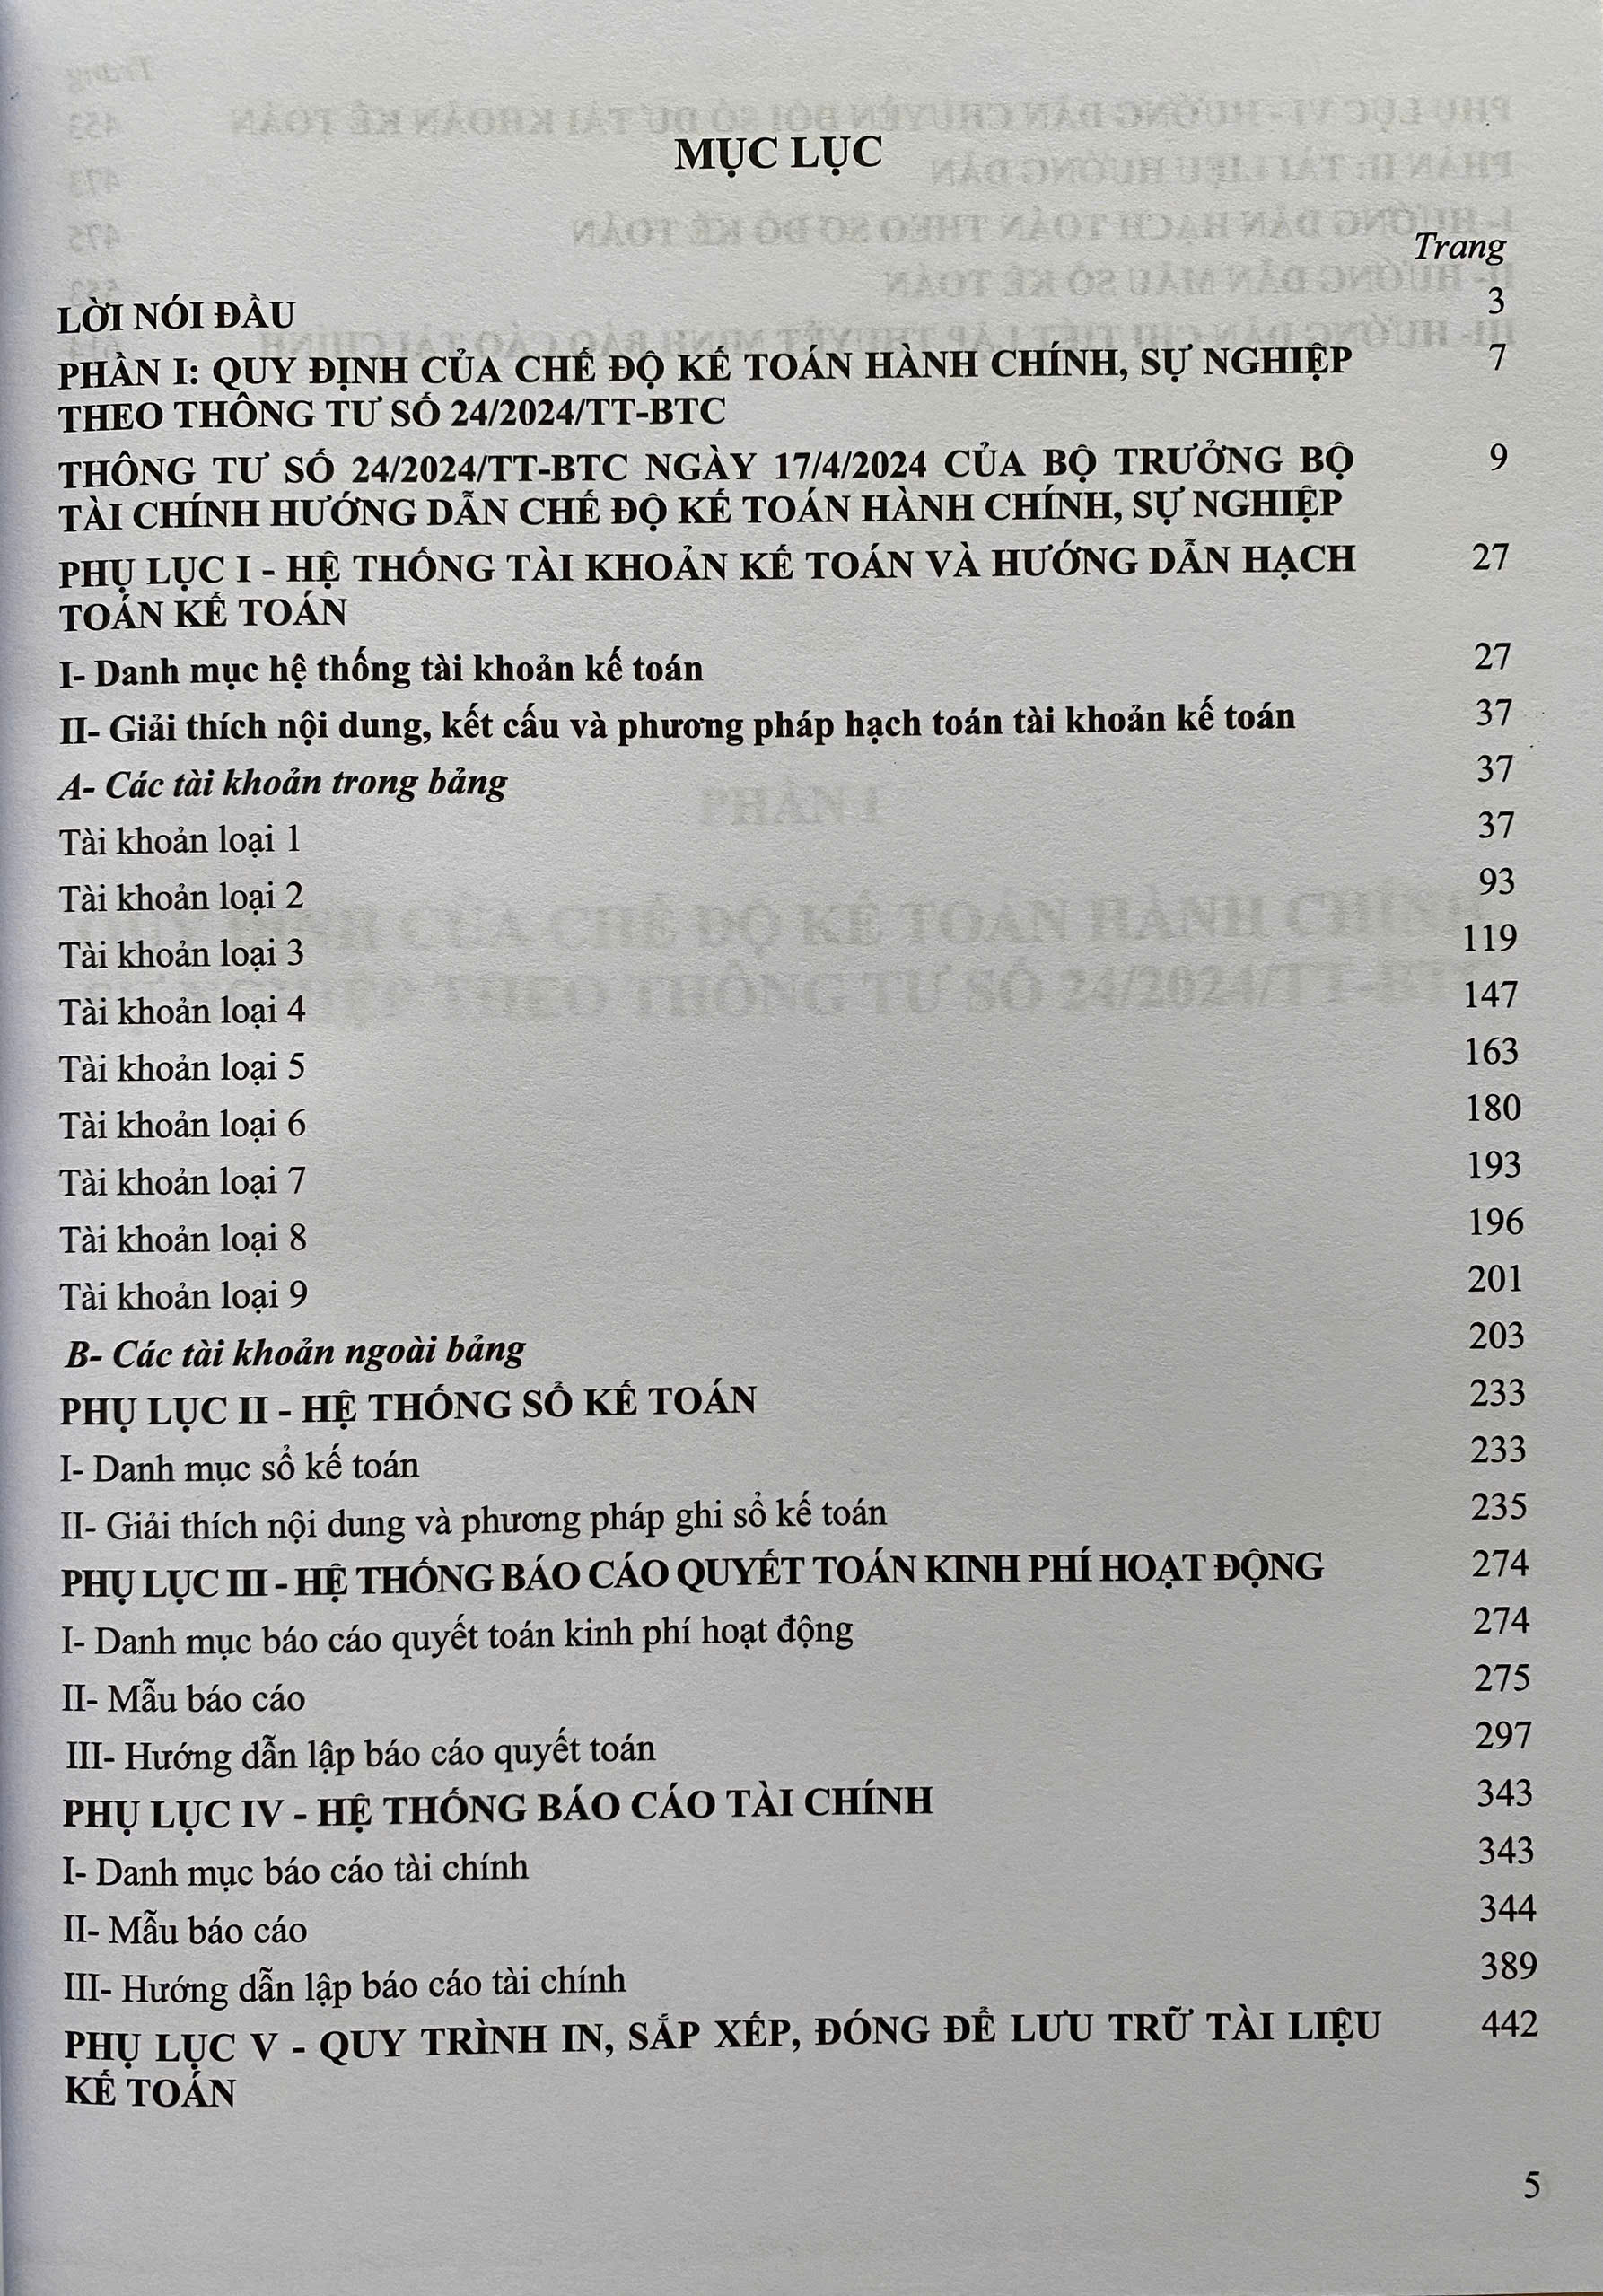 MỤC LỤC
Trang
LỜI NÓI ĐẦU 3
PHẦN I: QUY ĐỊNH CỦA CHẾ ĐỘ KẾ TOÁN HÀNH CHÍNH, SỰ NGHIỆP 7
THEO THÔNG TƯ SỐ 24/2024/TT-BTC
THÔNG TƯ SỐ 24/2024/TT-BTC NGÀY 17/4/2024 CỦA BỘ TRƯỞNG BỘ 9
TÀI CHÍNH HƯỚNG DẪN CHẾ ĐỘ KẾ TOÁN HÀNH CHÍNH, SỰ NGHIỆP
PHỤ LỤC I - HỆ THỐNG TÀI KHOẢN KẾ TOÁN VÀ HƯỚNG DẪN HẠCH 27
TOÁN KẾ TOÁN
I- Danh mục hệ thống tài khoản kế toán 27
II- Giải thích nội dung, kết cấu và phương pháp hạch toán tài khoản kế toán 37
A- Các tài khoản trong bảng 37
Tài khoản loại 1 37
Tài khoản loại 2 93
Tài khoản loại 3 119
Tài khoản loại 4 147
Tài khoản loại 5 163
Tài khoản loại 6 180
Tài khoản loại 7 193
Tài khoản loại 8 196
Tài khoản loại 9 201
B- Các tài khoản ngoài bảng 203
PHỤ LỤC II - HỆ THỐNG SỔ KẾ TOÁN 233
I- Danh mục sổ kế toán 233
II- Giải thích nội dung và phương pháp ghi sổ kế toán 235
PHỤ LỤC III - HỆ THỐNG BÁO CÁO QUYẾT TOÁN KINH PHÍ HOẠT ĐỘNG 274
I- Danh mục báo cáo quyết toán kinh phí hoạt động 274
II- Mẫu báo cáo 275
III- Hướng dẫn lập báo cáo quyết toán 297
PHỤ LỤC IV - HỆ THỐNG BÁO CÁO TÀI CHÍNH 343
I- Danh mục báo cáo tài chính 343
II- Mẫu báo cáo 344
III- Hướng dẫn lập báo cáo tài chính 389
PHỤ LỤC V - QUY TRÌNH IN, SẮP XẾP, ĐÓNG ĐỂ LƯU TRỮ TÀI LIỆU 442
KẾ TOÁN
5